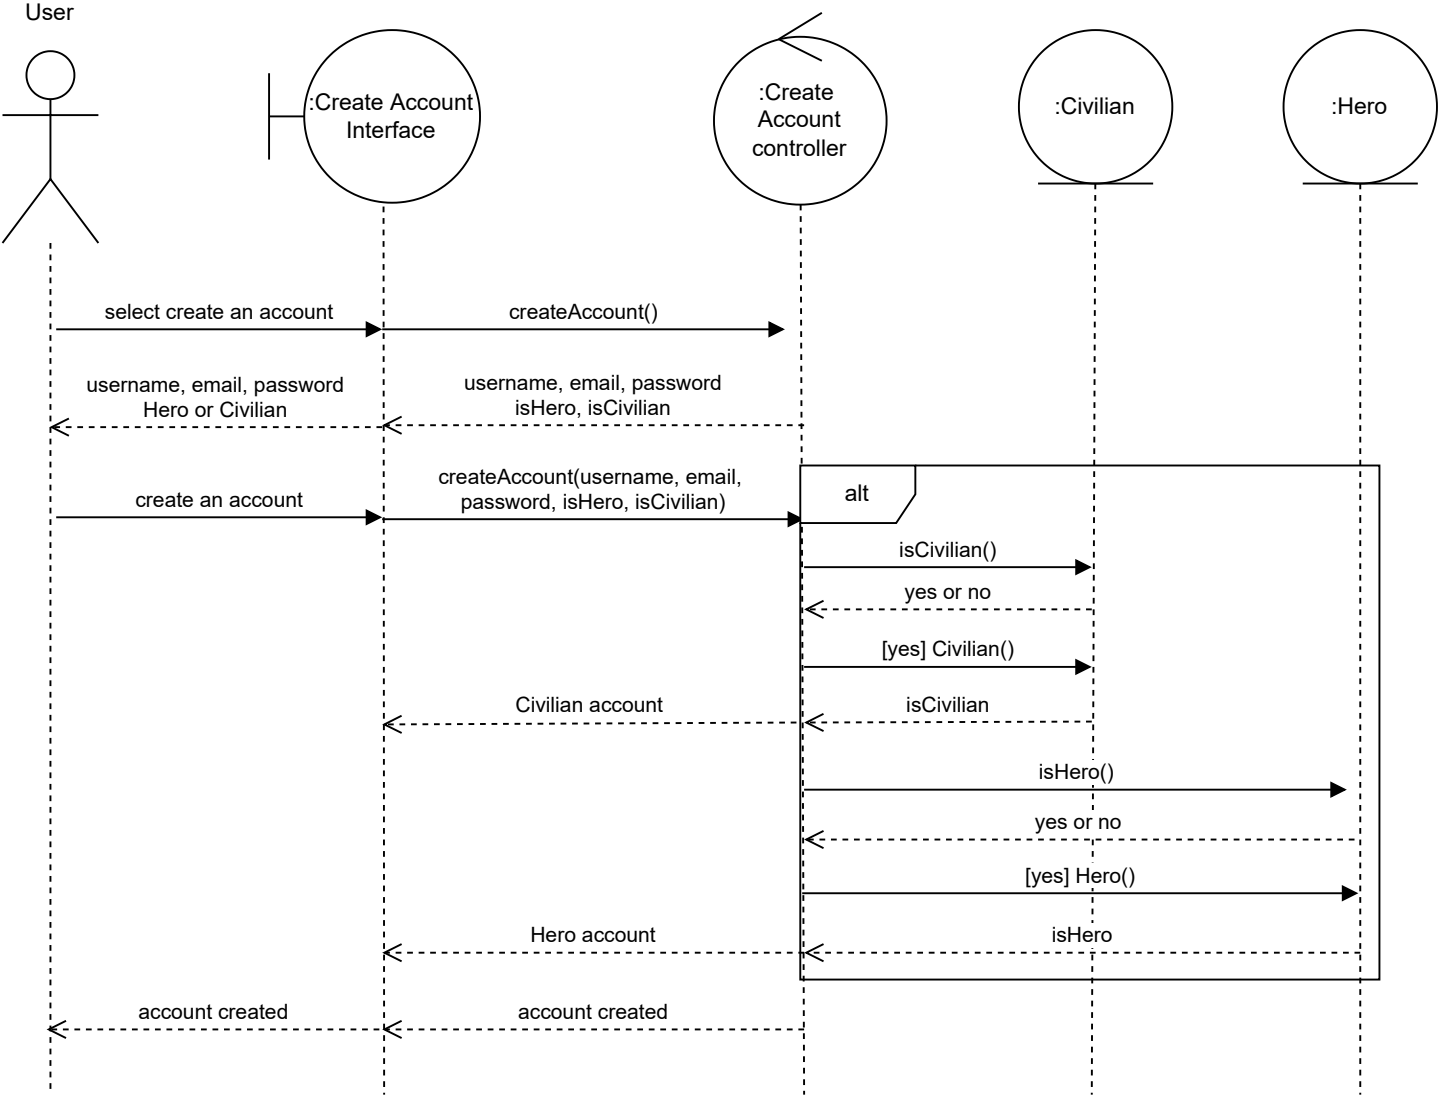 User
:Create Account
Interface
:Create
Account
controller
:Civilian
:Hero
select create an account
createAccount()
username, email, password
Hero or Civilian
username, email, password
isHero, isCivilian
create an account
createAccount(username, email,
password, isHero, isCivilian)
alt
isCivilian()
yes or no
[yes] Civilian()
Civilian account
isCivilian
isHero()
yes or no
[yes] Hero()
Hero account
isHero
account created
account created